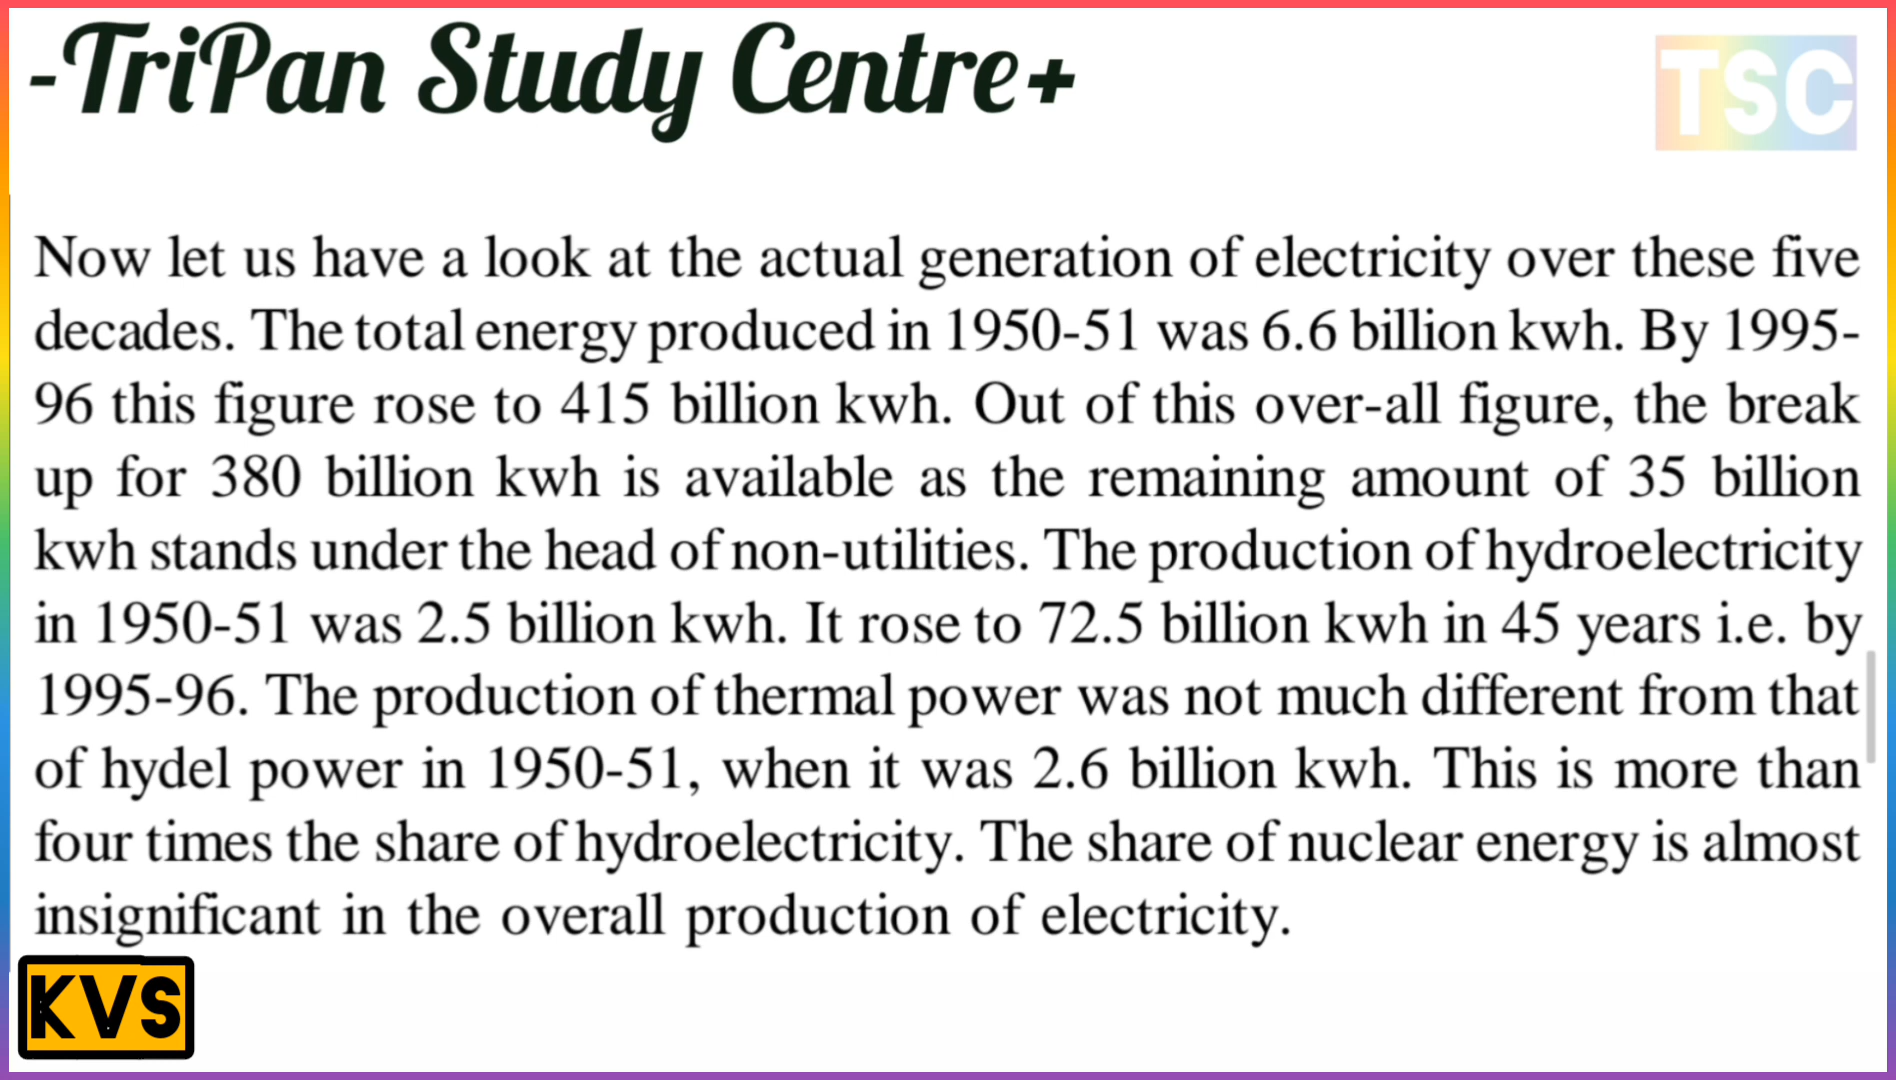 -TriPan Study Centre+
TSC
Now let us have a look at the actual generation of electricity over these five
decades. The total energy produced in 1950-51 was 6.6 billion kwh. By 1995-
96 this figure rose to 415 billion kwh. Out of this over-all figure, the break
up for 380 billion kwh is available as the remaining amount of 35 billion
kwh stands under the head of non-utilities. The production of hydroelectricity
in 1950-51 was 2.5 billion kwh. It rose to 72.5 billion kwh in 45 years i.e. by
1995-96. The production of thermal power was not much different from that
of hydel power in 1950-51, when it was 2.6 billion kwh. This is more than
four times the share of hydroelectricity. The share of nuclear energy is almost
insignificant in the overall production of electricity.
KVS